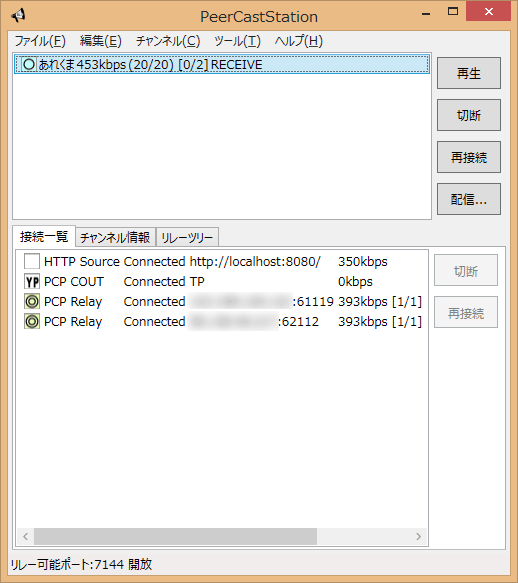 PeerCastStation
ファイル(F) 編集(E) チャンネル(C) ツール(T) ヘルプ(H)
あれくま 453kbps (20/20) [0/2] RECEIVE
再生
切断
再接続
配信...
接続一覧 チャンネル情報 リレーツリー
HTTP Source Connected http://localhost:8080/ 350kbps
YP PCP COUT Connected TP 0kbps
PCP Relay Connected :61119 393kbps [1/1]
PCP Relay Connected :62112 393kbps [1/1]
切断
再接続
リレー可能ポート:7144 開放